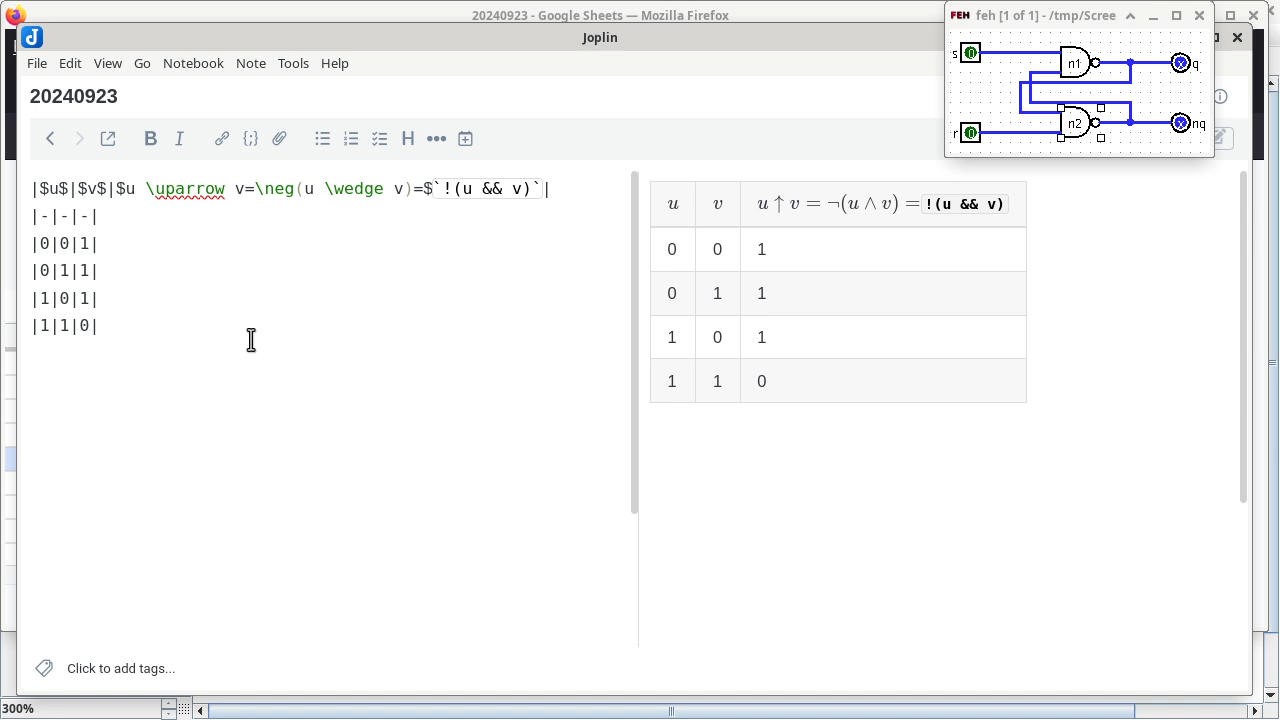 20240923 - Google Sheets — Mozilla Firefox
FEH feh [1 of 1] - /tmp/Scree
Joplin
File Edit View Go Notebook Note Tools Help
20240923
B I H
s 0 n1 x q
r 0 n2 x nq
|$u$|$v$|$u \uparrow v=\neg(u \wedge v)=$`!(u && v)`|
|-|-|-|
|0|0|1|
|0|1|1|
|1|0|1|
|1|1|0|
u v u ↑ v = ¬(u ∧ v) = !(u && v)
0 0 1
0 1 1
1 0 1
1 1 0
Click to add tags...
300%